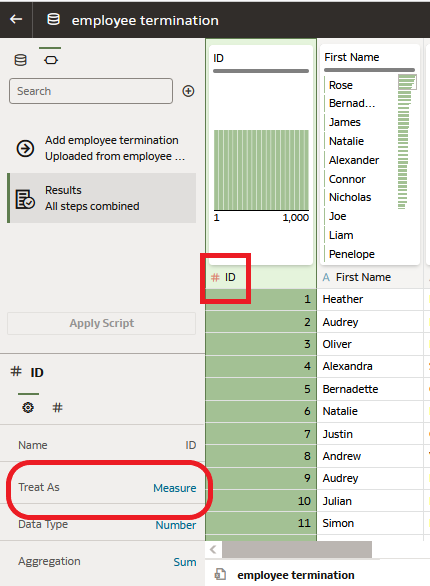 employee termination
Search
Add employee termination
Uploaded from employee ...
Results
All steps combined
Apply Script
# ID
#
Name ID
Treat As Measure
Data Type Number
Aggregation Sum
ID
1 1,000
First Name
Rose
Bernad...
James
Natalie
Alexander
Connor
Nicholas
Joe
Liam
Penelope
# ID A First Name
1 Heather
2 Audrey
3 Oliver
4 Alexandra
5 Bernadette
6 Natalie
7 Justin
8 Andrew
9 Audrey
10 Julian
11 Simon
employee termination